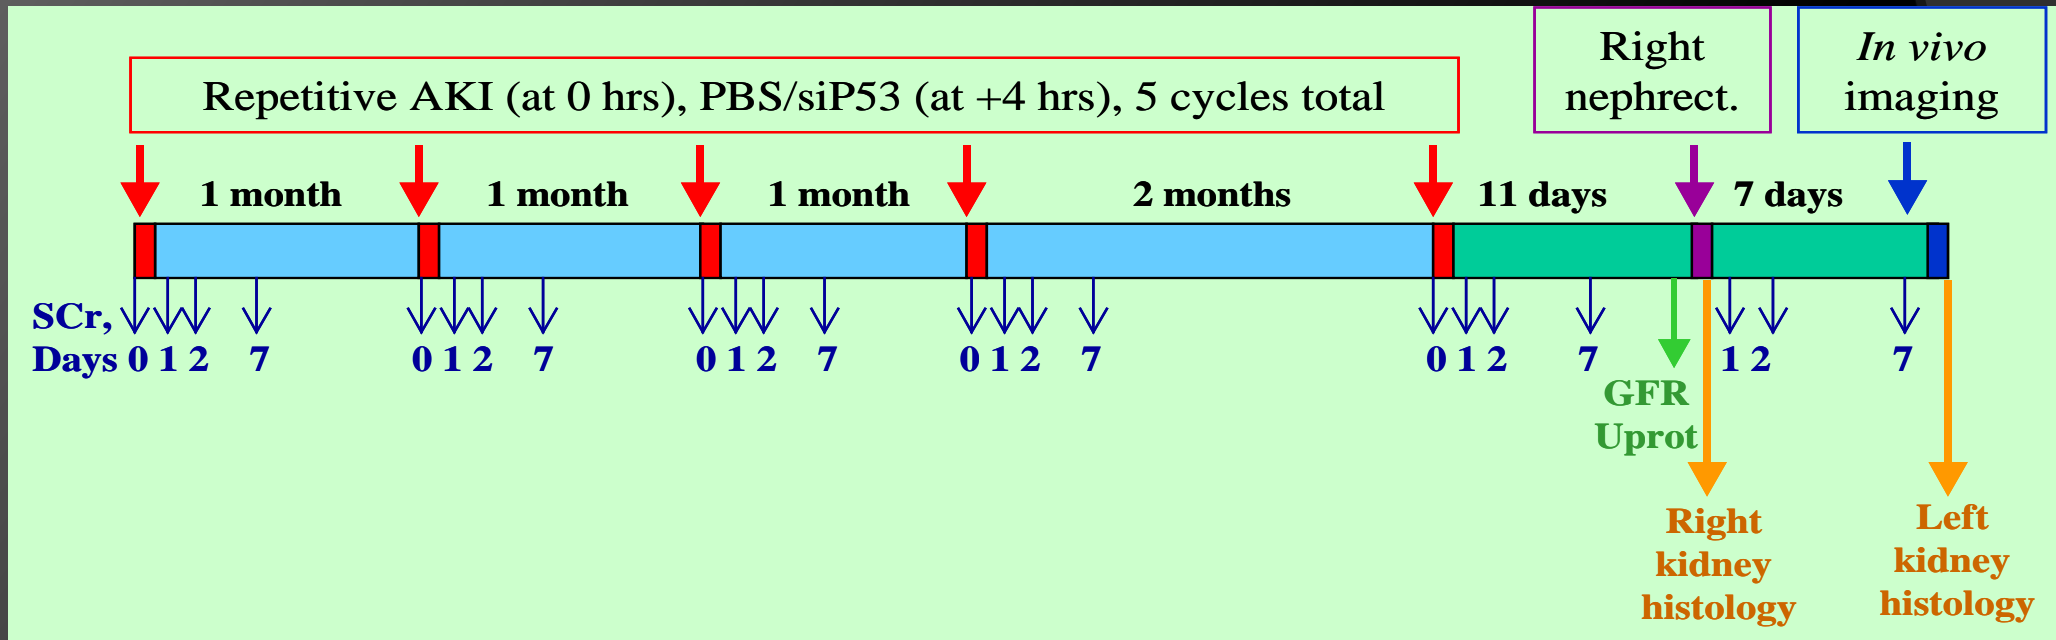 Repetitive AKI (at 0 hrs), PBS/siP53 (at +4 hrs), 5 cycles total
Right
nephrect.
In vivo
imaging
1 month
1 month
1 month
2 months
11 days
7 days
SCr,
Days 0 1 2 7 0 1 2 7 0 1 2 7 0 1 2 7 0 1 2 7 1 2 7
GFR
Uprot
Right
kidney
histology
Left
kidney
histology